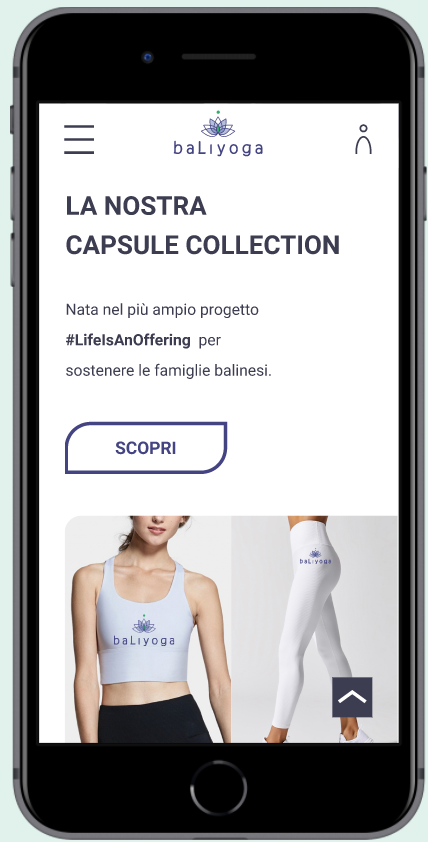 baLıyoga
LA NOSTRA
CAPSULE COLLECTION
Nata nel più ampio progetto
#LifeIsAnOffering per
sostenere le famiglie balinesi.
SCOPRI
baLıyoga
baLıyoga